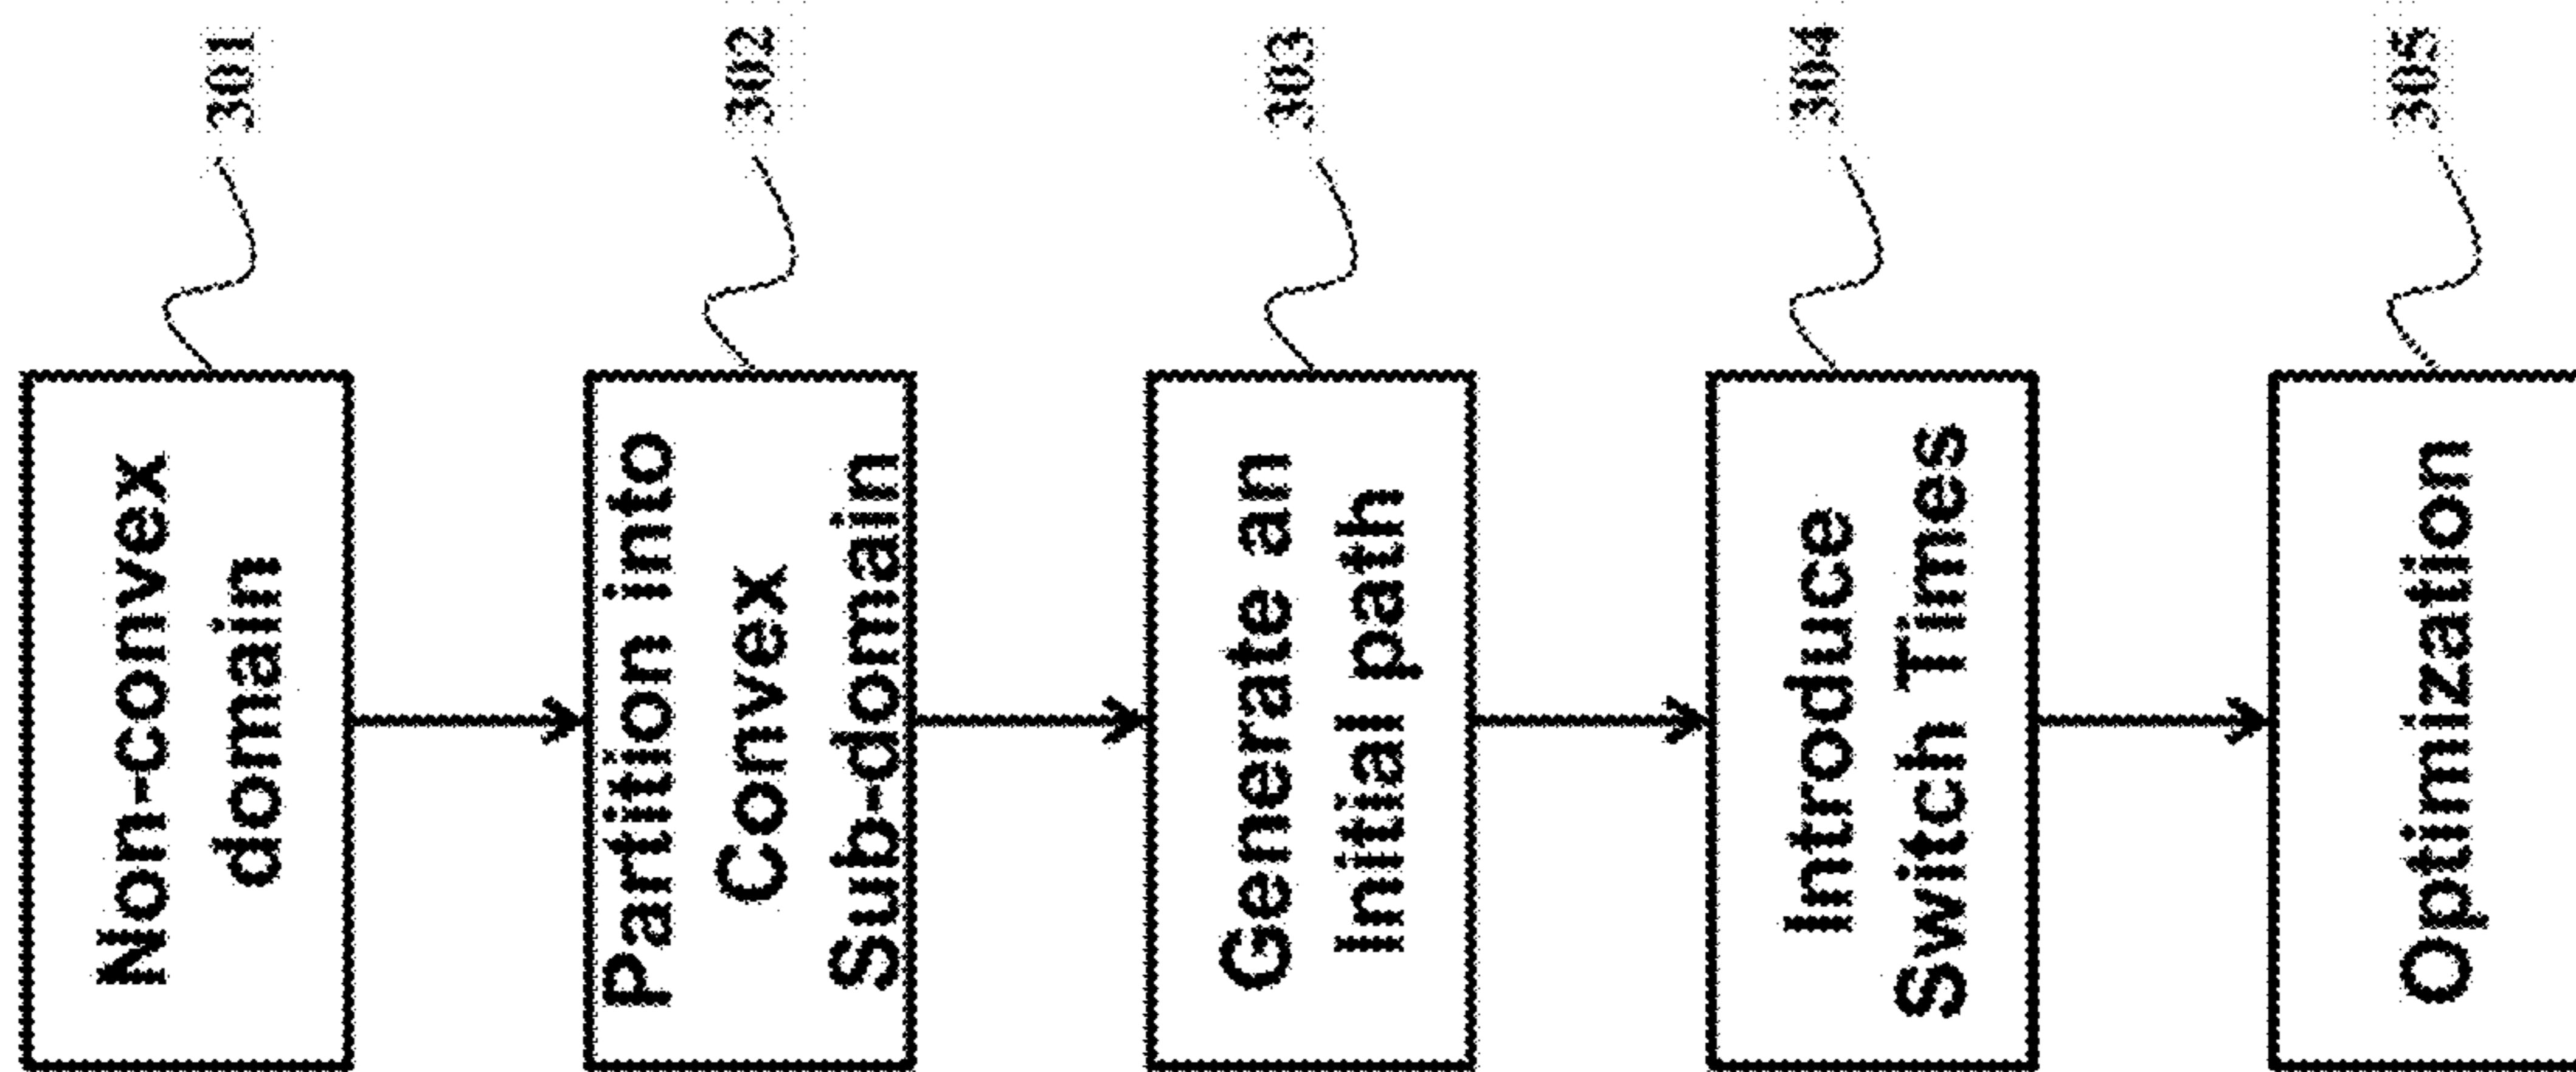 Non-convex
domain
301
Partition into
Convex
Sub-domain
302
Generate an
Initial path
303
Introduce
Switch Times
304
Optimization
305